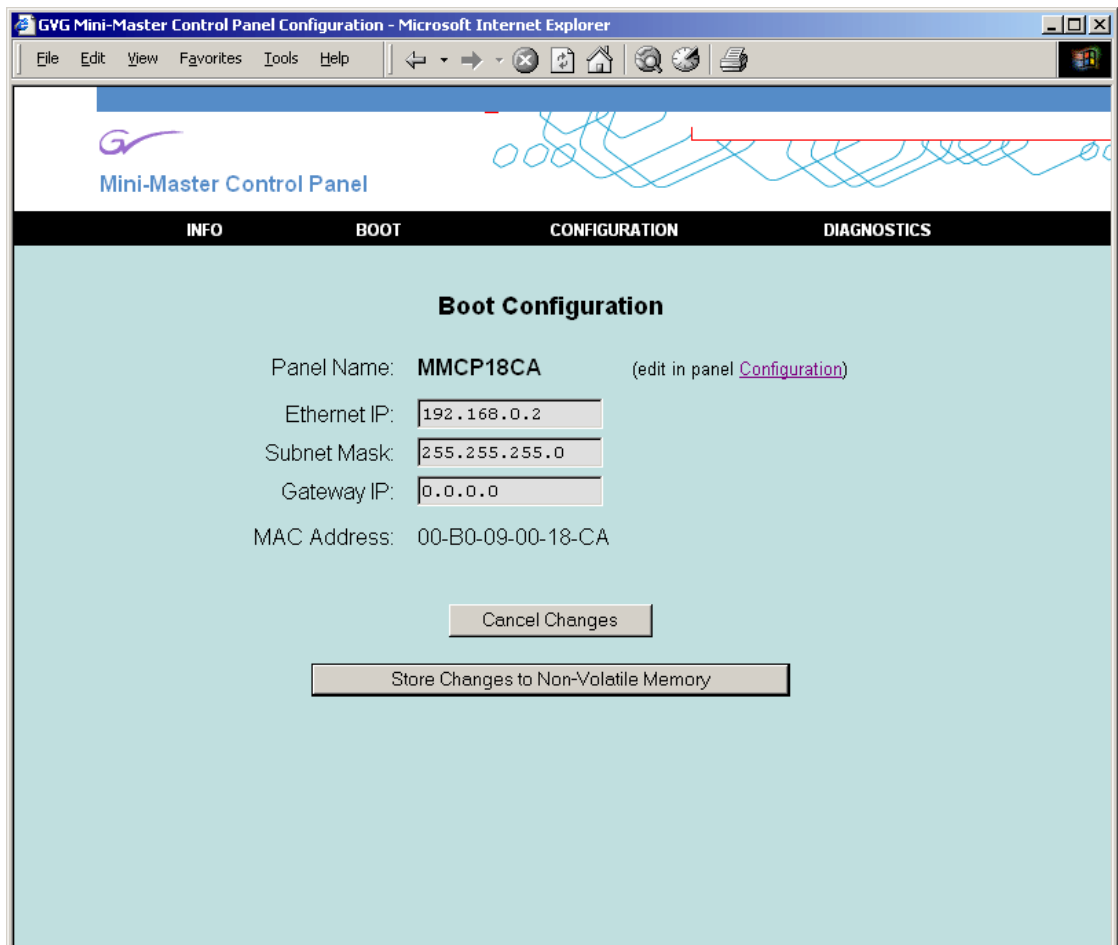 GVG Mini-Master Control Panel Configuration - Microsoft Internet Explorer
File Edit View Favorites Tools Help
Mini-Master Control Panel
INFO BOOT CONFIGURATION DIAGNOSTICS
Boot Configuration
Panel Name: MMCP18CA (edit in panel Configuration)
Ethernet IP: 192.168.0.2
Subnet Mask: 255.255.255.0
Gateway IP: 0.0.0.0
MAC Address: 00-B0-09-00-18-CA
Cancel Changes
Store Changes to Non-Volatile Memory